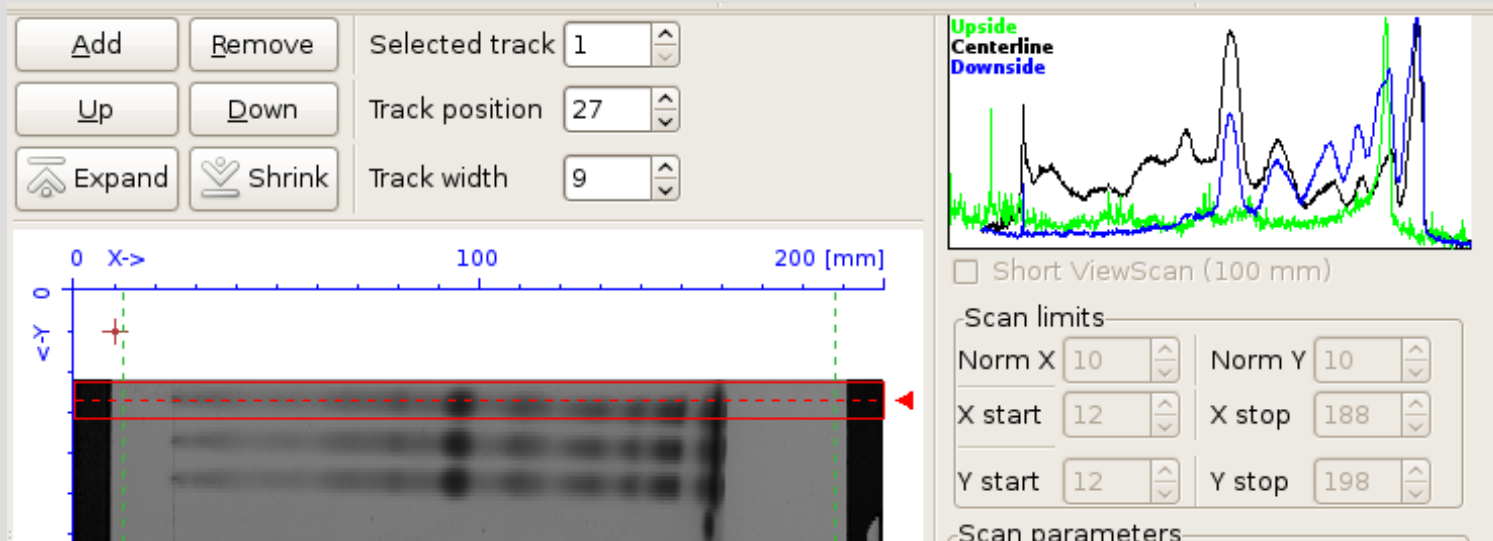 Add
Remove
Selected track 1
Up
Down
Track position 27
Expand
Shrink
Track width 9
0 X-> 100 200 [mm]
0
<-Y
Upside
Centerline
Downside
Short ViewScan (100 mm)
Scan limits
Norm X 10 Norm Y 10
X start 12 X stop 188
Y start 12 Y stop 198
Scan parameters